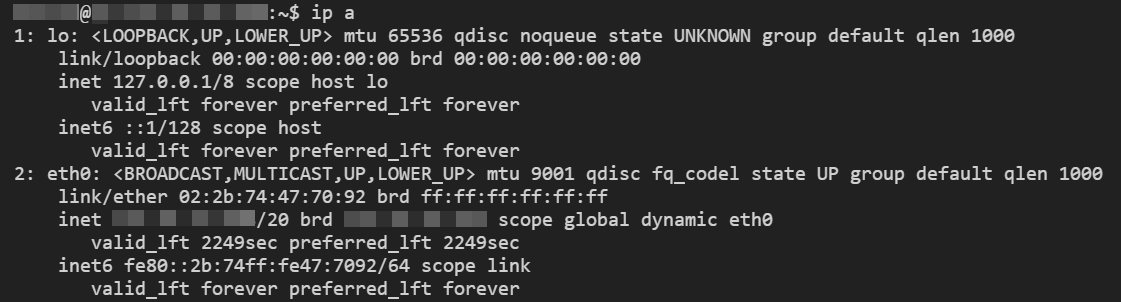 @:~$ ip a
1: lo: <LOOPBACK,UP,LOWER_UP> mtu 65536 qdisc noqueue state UNKNOWN group default qlen 1000
link/loopback 00:00:00:00:00:00 brd 00:00:00:00:00:00
inet 127.0.0.1/8 scope host lo
valid_lft forever preferred_lft forever
inet6 ::1/128 scope host
valid_lft forever preferred_lft forever
2: eth0: <BROADCAST,MULTICAST,UP,LOWER_UP> mtu 9001 qdisc fq_codel state UP group default qlen 1000
link/ether 02:2b:74:47:70:92 brd ff:ff:ff:ff:ff:ff
inet /20 brd scope global dynamic eth0
valid_lft 2249sec preferred_lft 2249sec
inet6 fe80::2b:74ff:fe47:7092/64 scope link
valid_lft forever preferred_lft forever